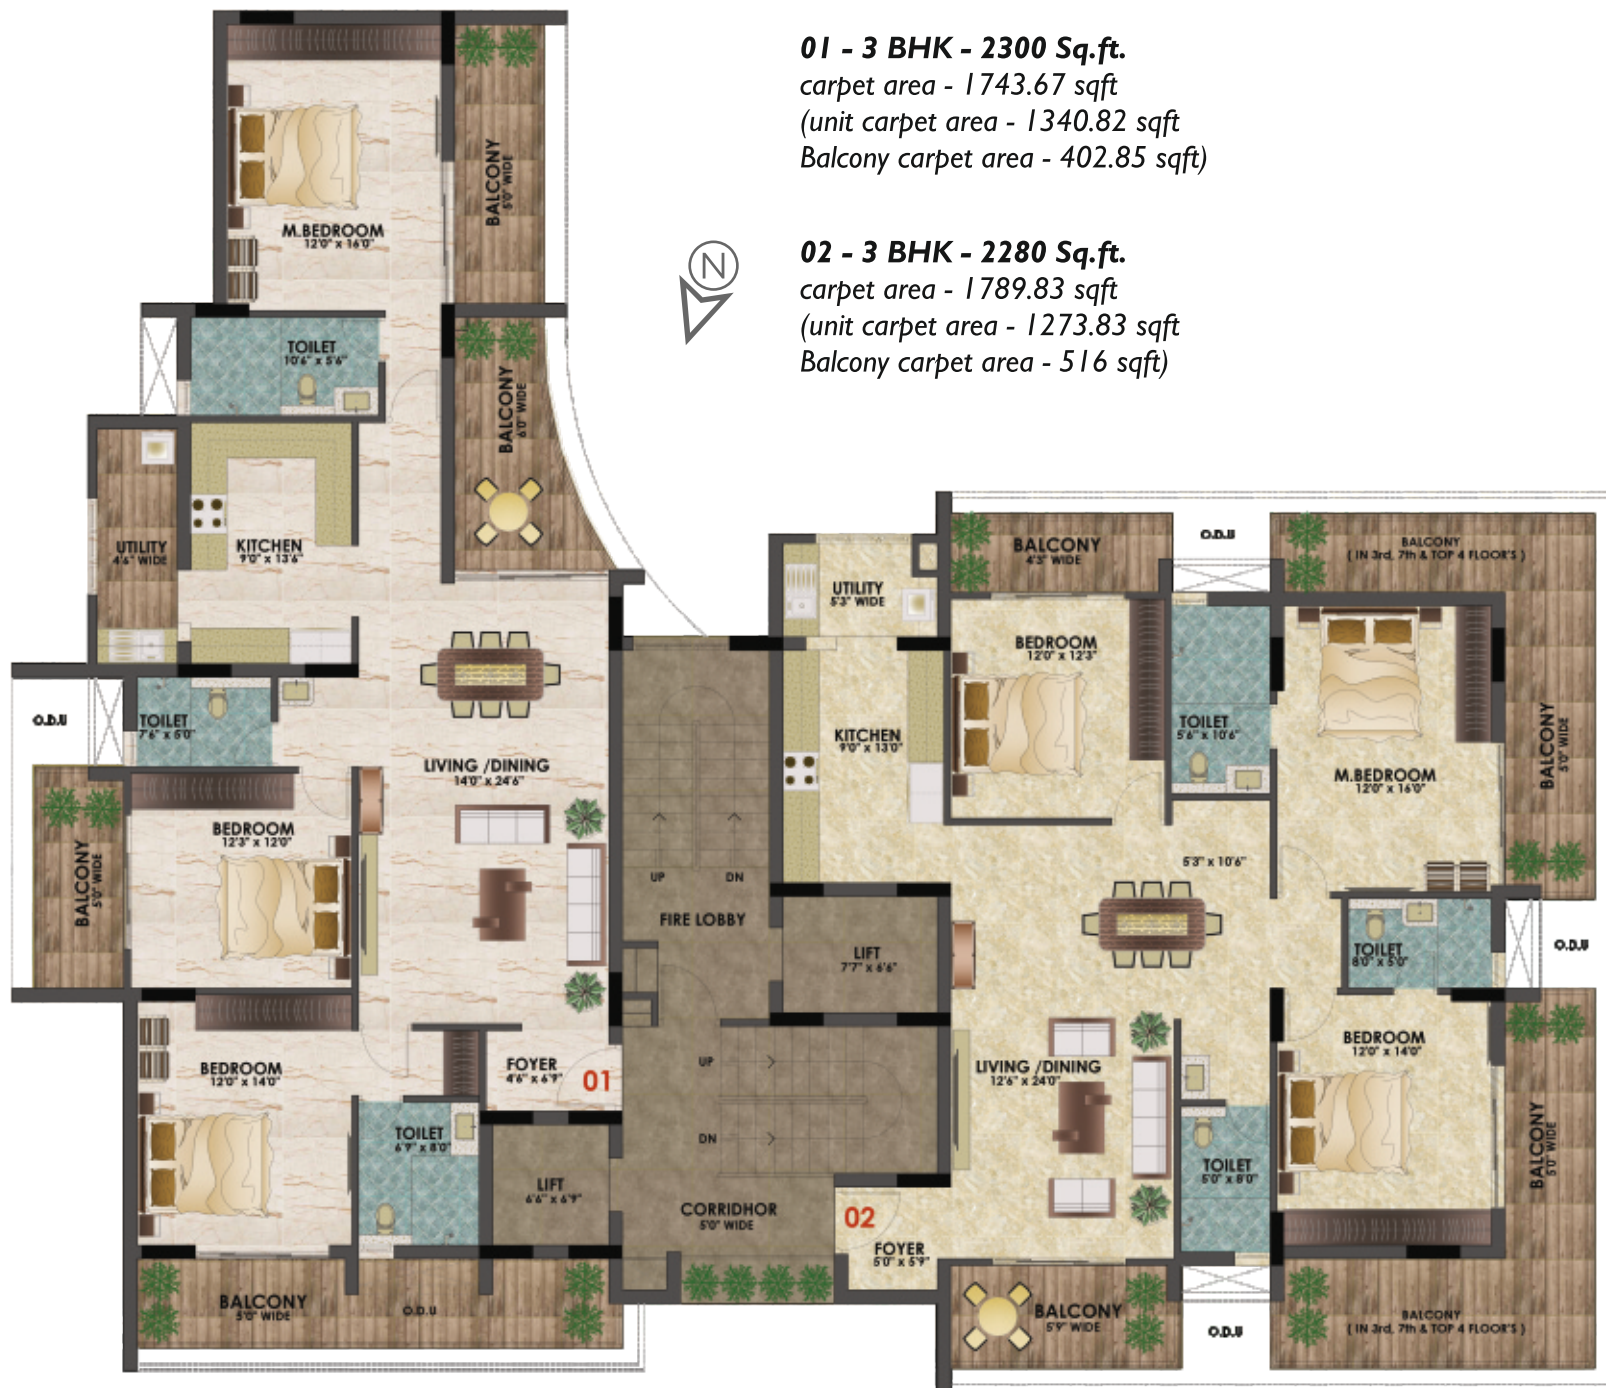 01 - 3 BHK - 2300 Sq.ft.
carpet area - 1743.67 sqft
(unit carpet area - 1340.82 sqft
Balcony carpet area - 402.85 sqft)
N
02 - 3 BHK - 2280 Sq.ft.
carpet area - 1789.83 sqft
(unit carpet area - 1273.83 sqft
Balcony carpet area - 516 sqft)
M.BEDROOM
12'0" x 16'0"
BALCONY
5'0" WIDE
TOILET
10'6" x 5'6"
BALCONY
6'0" WIDE
UTILITY
4'6" WIDE
KITCHEN
9'0" x 13'6"
O.D.U
TOILET
7'6" x 5'0"
LIVING /DINING
14'0" x 24'6"
BEDROOM
12'3" x 12'0"
BALCONY
5'0" WIDE
BEDROOM
12'0" x 14'0"
FOYER
4'6" x 6'9"
01
TOILET
6'9" x 8'0"
LIFT
6'6" x 6'9"
BALCONY
5'0" WIDE
O.D.U
UP
DN
FIRE LOBBY
LIFT
7'7" x 6'6"
UP
DN
CORRIDHOR
5'0" WIDE
02
FOYER
5'0" x 5'9"
UTILITY
5'3" WIDE
KITCHEN
9'0" x 13'0"
BALCONY
4'3" WIDE
O.D.U
BALCONY
( IN 3rd, 7th & TOP 4 FLOOR'S )
BEDROOM
12'0" x 12'3"
TOILET
5'6" x 10'6"
M.BEDROOM
12'0" x 16'0"
BALCONY
5'0" WIDE
5'3" x 10'6"
TOILET
8'0" x 5'0"
O.D.U
LIVING /DINING
12'6" x 24'0"
BEDROOM
12'0" x 14'0"
BALCONY
5'0" WIDE
TOILET
5'0" x 8'0"
BALCONY
5'9" WIDE
O.D.U
BALCONY
( IN 3rd, 7th & TOP 4 FLOOR'S )